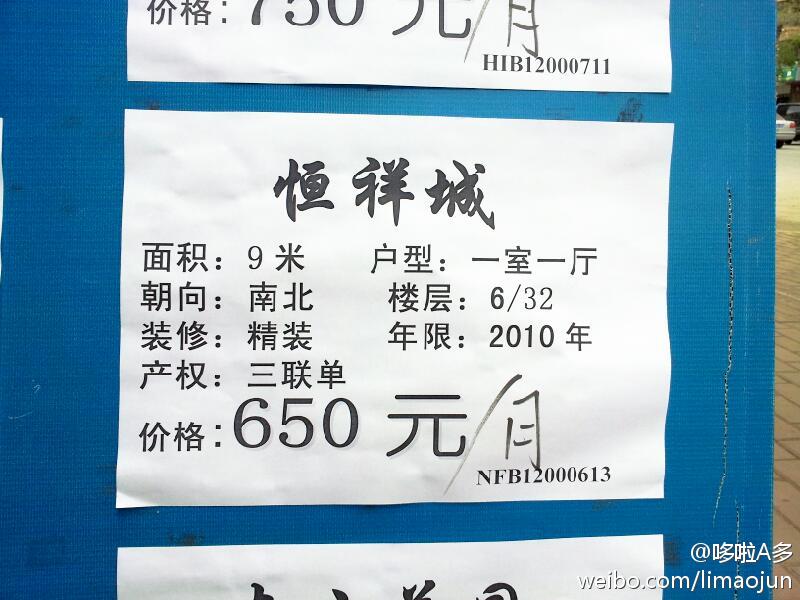 价格：750 元/月
HIB12000711
恒祥城
面积：9 米 户型：一室一厅
朝向：南北 楼层：6/32
装修：精装 年限：2010 年
产权：三联单
价格：650 元/月
NFB12000613
@哆啦A多
weibo.com/limaojun